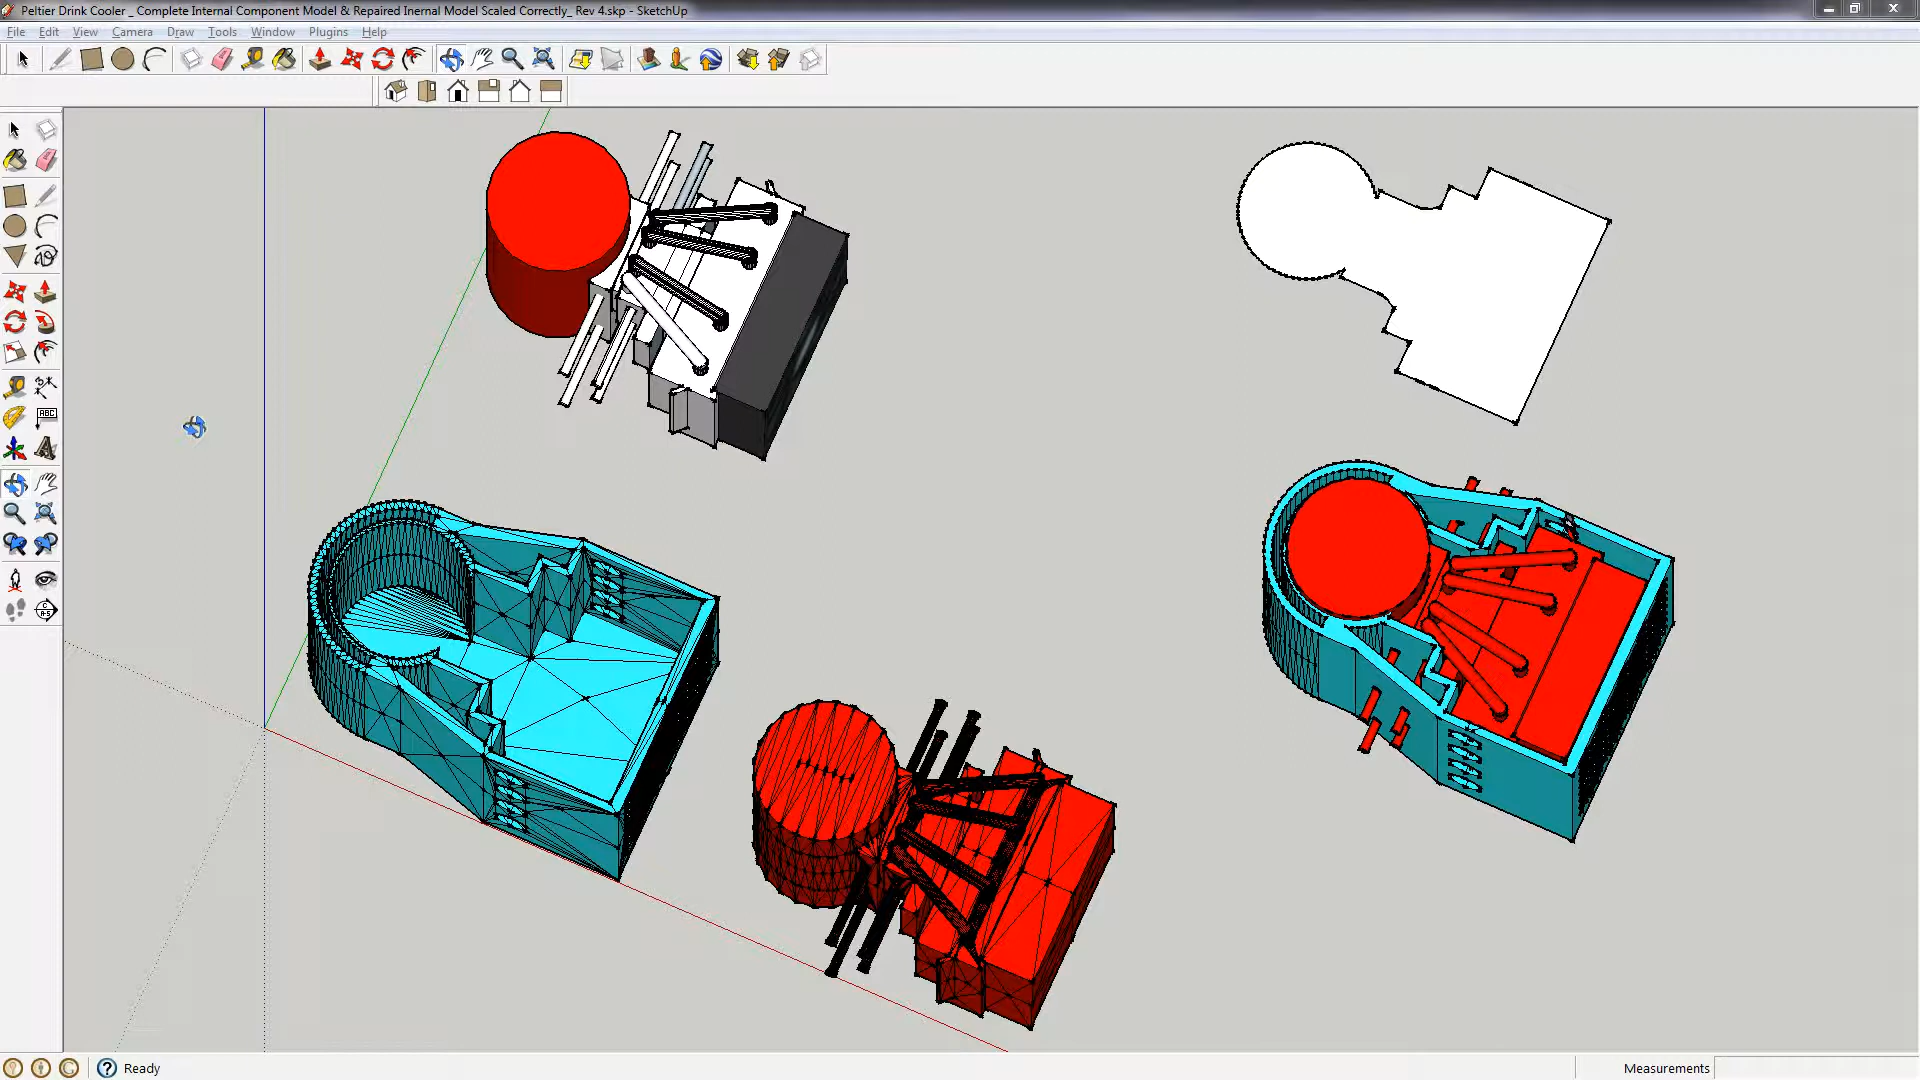 Peltier Drink Cooler _ Complete Internal Component Model & Repaired Inernal Model Scaled Correctly_ Rev 4.skp - SketchUp
File Edit View Camera Draw Tools Window Plugins Help
ABC
A
Ready
Measurements